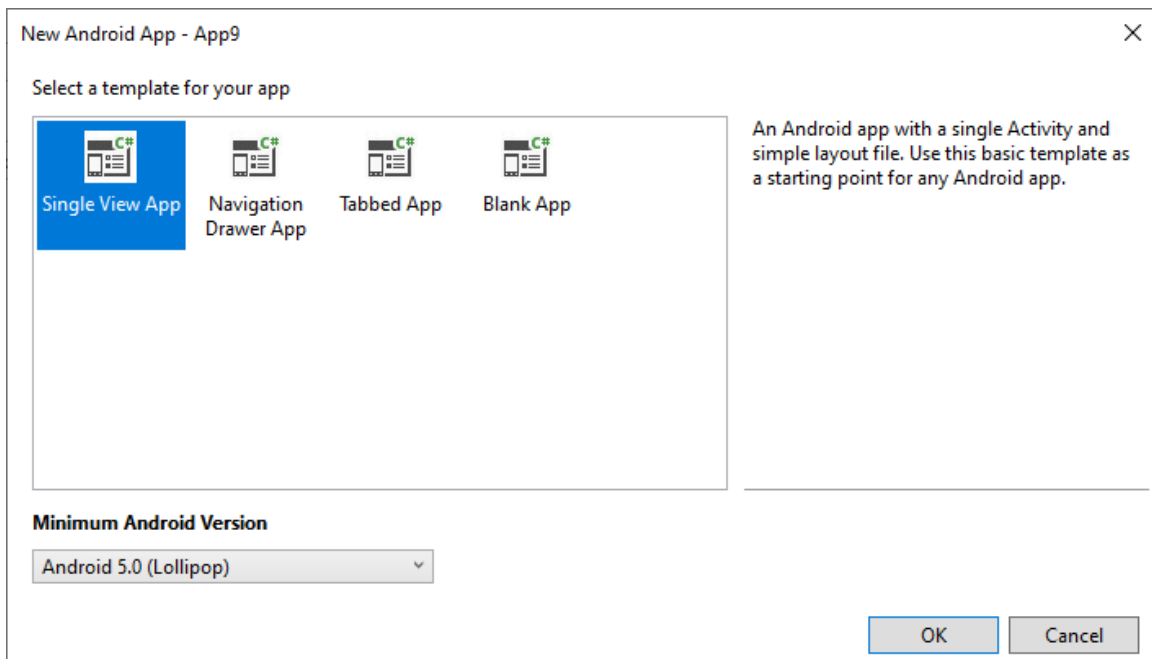 New Android App - App9
Select a template for your app
C#
C#
C#
C#
Single View App
Navigation
Drawer App
Tabbed App
Blank App
An Android app with a single Activity and
simple layout file. Use this basic template as
a starting point for any Android app.
Minimum Android Version
Android 5.0 (Lollipop)
OK
Cancel